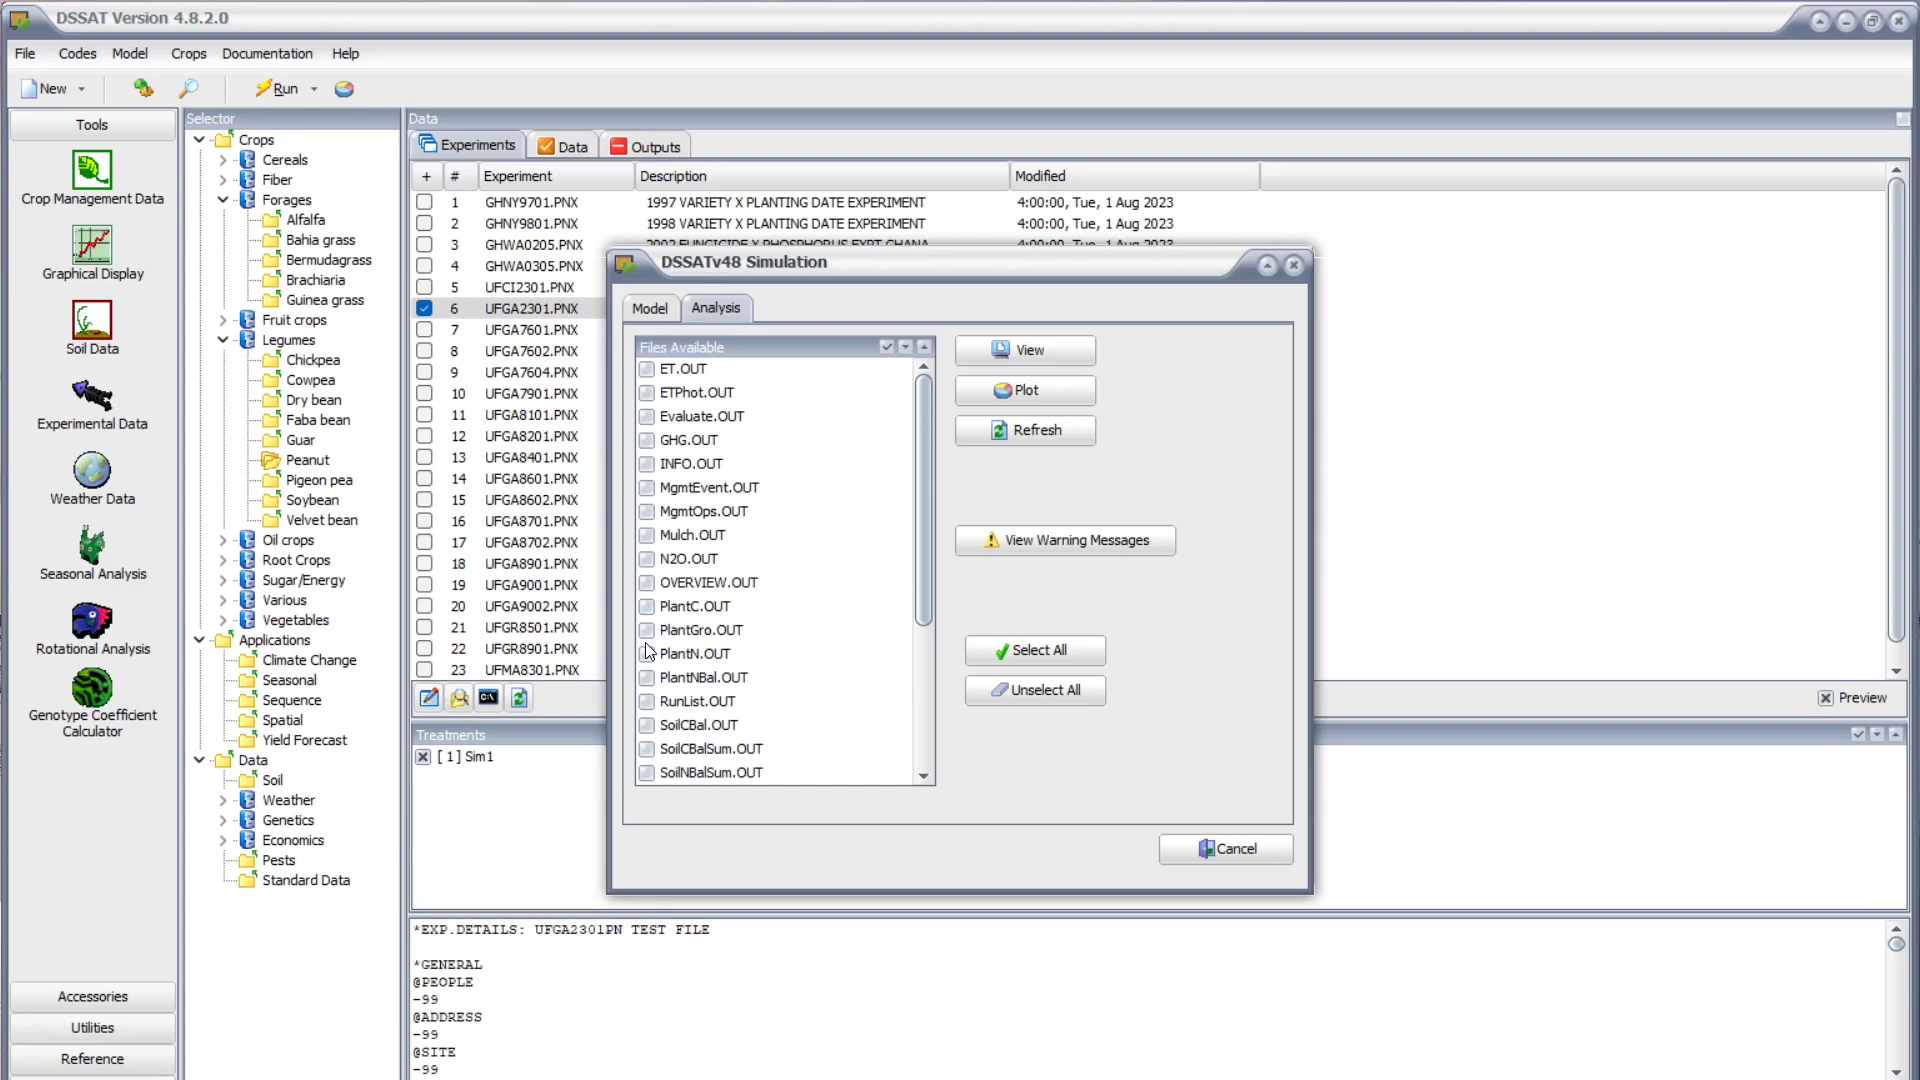 DSSAT Version 4.8.2.0
File Codes Model Crops Documentation Help
New Run
Tools
Crop Management Data
Graphical Display
Soil Data
Experimental Data
Weather Data
Seasonal Analysis
Rotational Analysis
Genotype Coefficient
Calculator
Accessories
Utilities
Reference
Selector
Crops
Cereals
Fiber
Forages
Alfalfa
Bahia grass
Bermudagrass
Brachiaria
Guinea grass
Fruit crops
Legumes
Chickpea
Cowpea
Dry bean
Faba bean
Guar
Peanut
Pigeon pea
Soybean
Velvet bean
Oil crops
Root Crops
Sugar/Energy
Various
Vegetables
Applications
Climate Change
Seasonal
Sequence
Spatial
Yield Forecast
Data
Soil
Weather
Genetics
Economics
Pests
Standard Data
Data
Experiments Data Outputs
+ # Experiment Description Modified
1 GHNY9701.PNX 1997 VARIETY X PLANTING DATE EXPERIMENT 4:00:00, Tue, 1 Aug 2023
2 GHNY9801.PNX 1998 VARIETY X PLANTING DATE EXPERIMENT 4:00:00, Tue, 1 Aug 2023
3 GHWA0205.PNX 2002 FUNGICIDE X PHOSPHORUS EXPT GHANA 4:00:00, Tue, 1 Aug 2023
4 GHWA0305.PNX
5 UFCI2301.PNX
6 UFGA2301.PNX
7 UFGA7601.PNX
8 UFGA7602.PNX
9 UFGA7604.PNX
10 UFGA7901.PNX
11 UFGA8101.PNX
12 UFGA8201.PNX
13 UFGA8401.PNX
14 UFGA8601.PNX
15 UFGA8602.PNX
16 UFGA8701.PNX
17 UFGA8702.PNX
18 UFGA8901.PNX
19 UFGA9001.PNX
20 UFGA9002.PNX
21 UFGR8501.PNX
22 UFGR8901.PNX
23 UFMA8301.PNX
C:\
Preview
Treatments
[ 1 ] Sim1
*EXP.DETAILS: UFGA2301PN TEST FILE
*GENERAL
@PEOPLE
-99
@ADDRESS
-99
@SITE
-99
DSSATv48 Simulation
Model Analysis
Files Available
ET.OUT
ETPhot.OUT
Evaluate.OUT
GHG.OUT
INFO.OUT
MgmtEvent.OUT
MgmtOps.OUT
Mulch.OUT
N2O.OUT
OVERVIEW.OUT
PlantC.OUT
PlantGro.OUT
PlantN.OUT
PlantNBal.OUT
RunList.OUT
SoilCBal.OUT
SoilCBalSum.OUT
SoilNBalSum.OUT
View
Plot
Refresh
View Warning Messages
Select All
Unselect All
Cancel